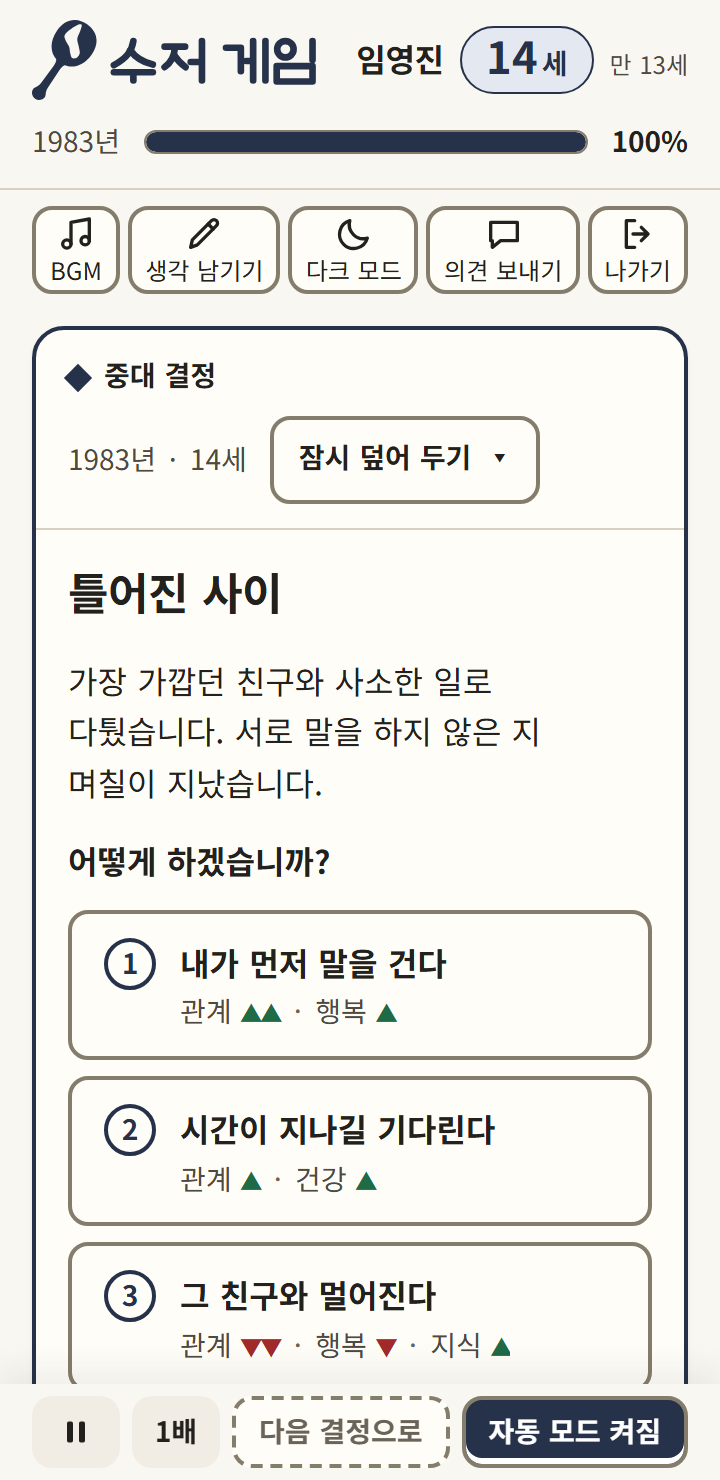 수저 게임
임영진
14세
만 13세
1983년
100%
BGM
생각 남기기
다크 모드
의견 보내기
나가기
◆ 중대 결정
1983년 · 14세
잠시 덮어 두기 ▼
틀어진 사이
가장 가깝던 친구와 사소한 일로
다퉜습니다. 서로 말을 하지 않은 지
며칠이 지났습니다.
어떻게 하겠습니까?
1 내가 먼저 말을 건다
관계 ▲▲ · 행복 ▲
2 시간이 지나길 기다린다
관계 ▲ · 건강 ▲
3 그 친구와 멀어진다
관계 ▼▼ · 행복 ▼ · 지식 ▲
1배
다음 결정으로
자동 모드 켜짐